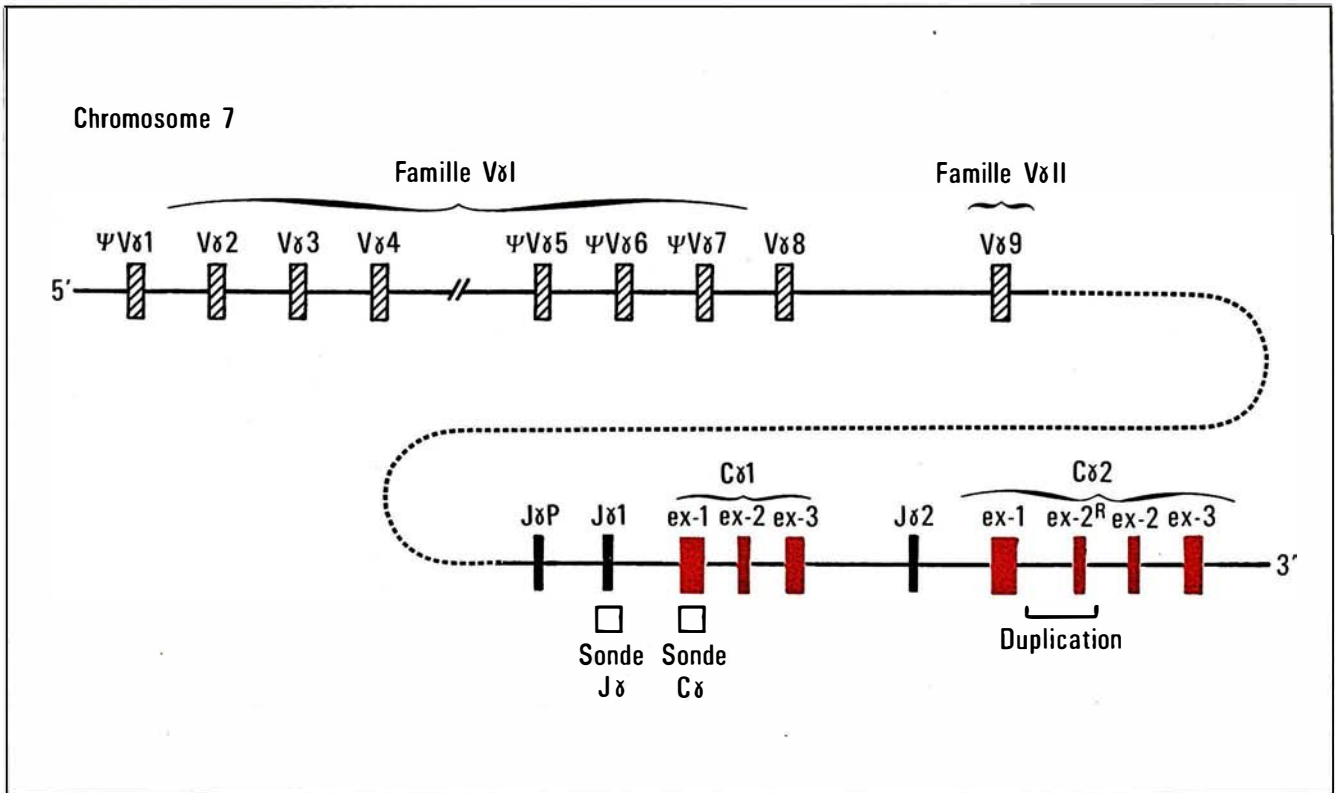 Chromosome 7
Famille VɣI Famille VɣII
ΨVɣ1 Vɣ2 Vɣ3 Vɣ4 ΨVɣ5 ΨVɣ6 ΨVɣ7 Vɣ8 Vɣ9
5′
Cɣ1 Cɣ2
JɣP Jɣ1 ex-1 ex-2 ex-3 Jɣ2 ex-1 ex-2ᴿ ex-2 ex-3
3′
Duplication
Sonde Sonde
Jɣ Cɣ